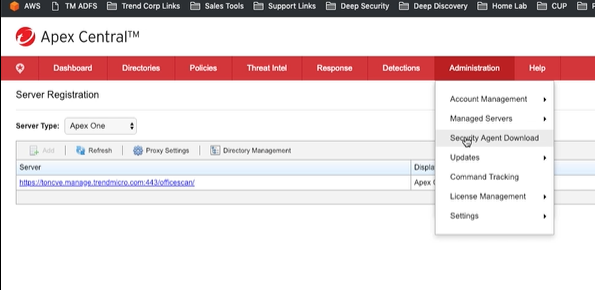 AWS TM ADFS Trend Corp Links Sales Tools Support Links Deep Security Deep Discovery Home Lab CUP
Apex Central™
Dashboard Directories Policies Threat Intel Response Detections Administration Help
Server Registration
Server Type: Apex One
Add Refresh Proxy Settings Directory Management
Server Displa
https://toncve.manage.trendmicro.com:443/officescan/ Apex
Account Management
Managed Servers
Security Agent Download
Updates
Command Tracking
License Management
Settings